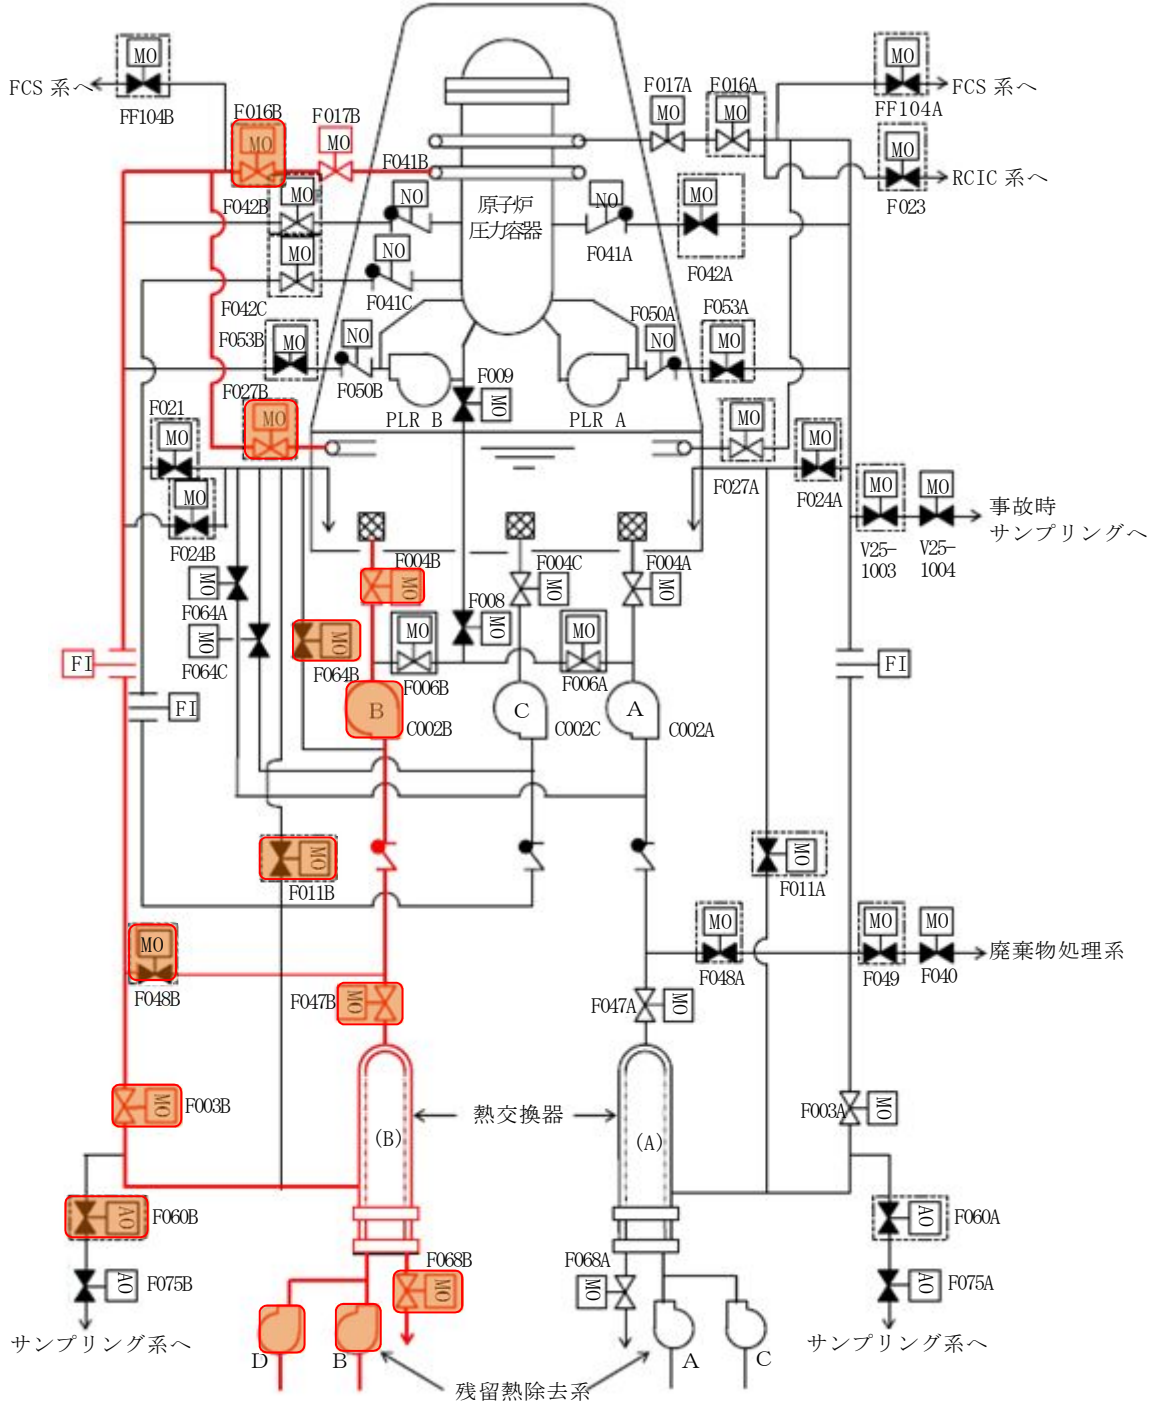 MO
MO
FCS 系へ
FF104B
F016B
F017B
MO
MO
F017A
F016A
MO
MO
FF104A
FCS 系へ
F041B
MO
RCIC 系へ
F023
F042B
MO
NO
原子炉
圧力容器
NO
F041A
MO
F042A
MO
NO
F042C
F041C
F053B
MO
NO
F050B
F050A
NO
F053A
MO
F009
MO
PLR B
PLR A
F027B
MO
F021
MO
MO
F027A
MO
F024A
MO
F024B
MO
MO
V25-
1003
V25-
1004
事故時
サンプリングへ
F004B
MO
F004C
MO
F004A
MO
MO
F064A
MO
F064C
MO
F064B
MO
F006B
F008
MO
MO
F006A
FI
FI
FI
B
C002B
C
C002C
A
C002A
MO
F011B
MO
F011A
MO
F048B
MO
F048A
MO
F049
MO
F040
廃棄物処理系
F047B
MO
F047A
MO
MO
F003B
F003A
MO
熱交換器
(B)
(A)
AO
F060B
AO
F060A
AO
F075B
AO
F075A
F068B
MO
F068A
MO
サンプリング系へ
サンプリング系へ
D
B
A
C
残留熱除去系